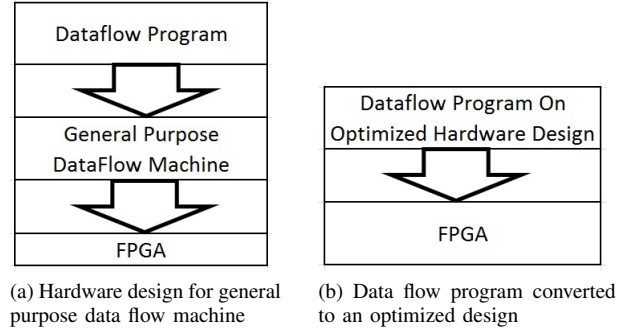 Dataflow Program
General Purpose
DataFlow Machine
FPGA
(a) Hardware design for general
purpose data flow machine
Dataflow Program On
Optimized Hardware Design
FPGA
(b) Data flow program converted
to an optimized design